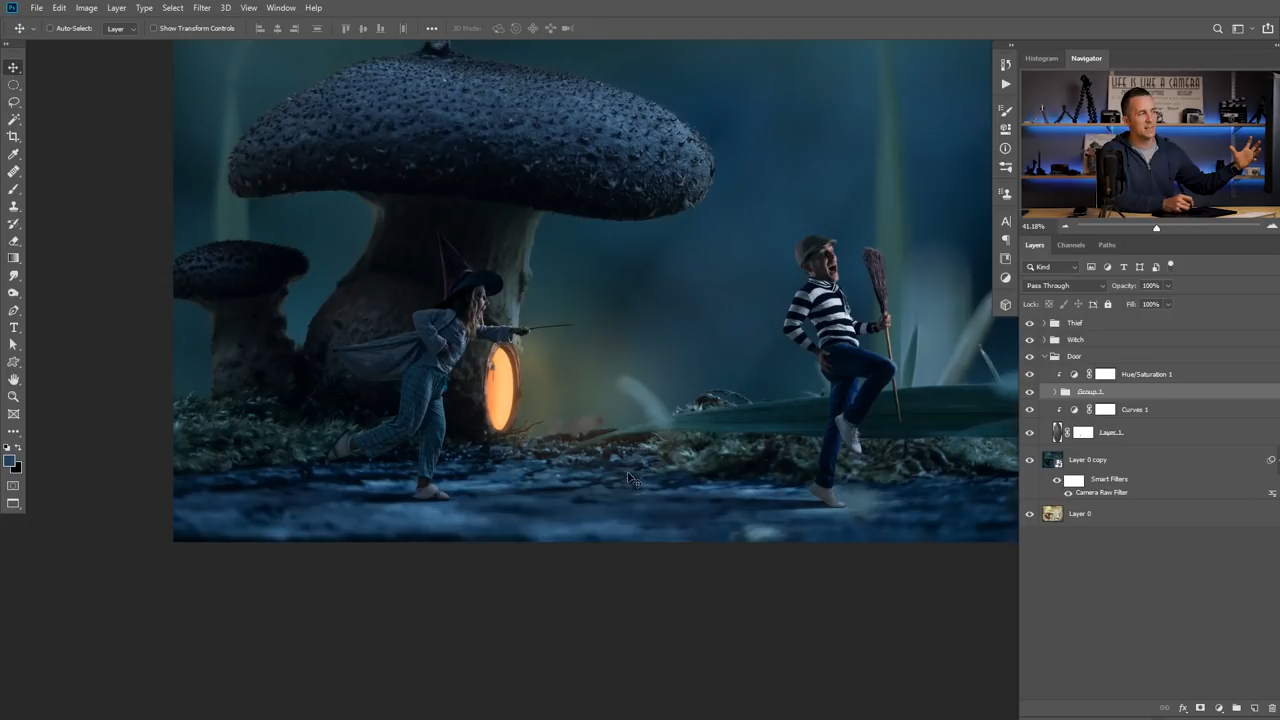 Ps File Edit Image Layer Type Select Filter 3D View Window Help
Auto-Select: Layer Show Transform Controls 3D Mode:
Histogram Navigator
LIFE IS LIKE A CAMERA
41.18%
Layers Channels Paths
Kind
Pass Through Opacity: 100%
Lock: Fill: 100%
Thief
Witch
Door
Hue/Saturation 1
Group 1
Curves 1
Layer 1
Layer 0 copy
Smart Filters
Camera Raw Filter
Layer 0